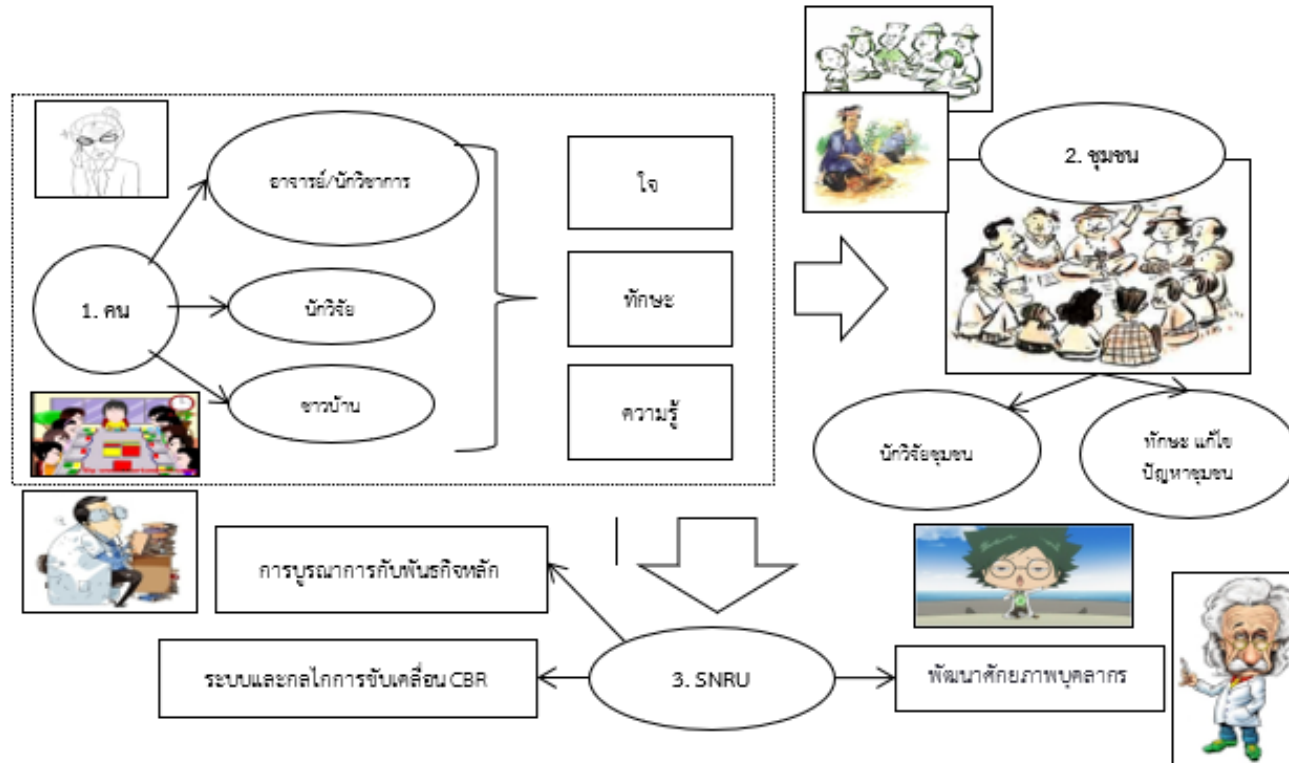 อาจารย์/นักวิชาการ
1. คน
นักวิจัย
ชาวบ้าน
ใจ
ทักษะ
ความรู้
2. ชุมชน
นักวิจัยชุมชน
ทักษะ แก้ไข
ปัญหาชุมชน
การบูรณาการกับพันธกิจหลัก
ระบบและกลไกการขับเคลื่อน CBR
3. SNRU
พัฒนาศักยภาพบุคลากร